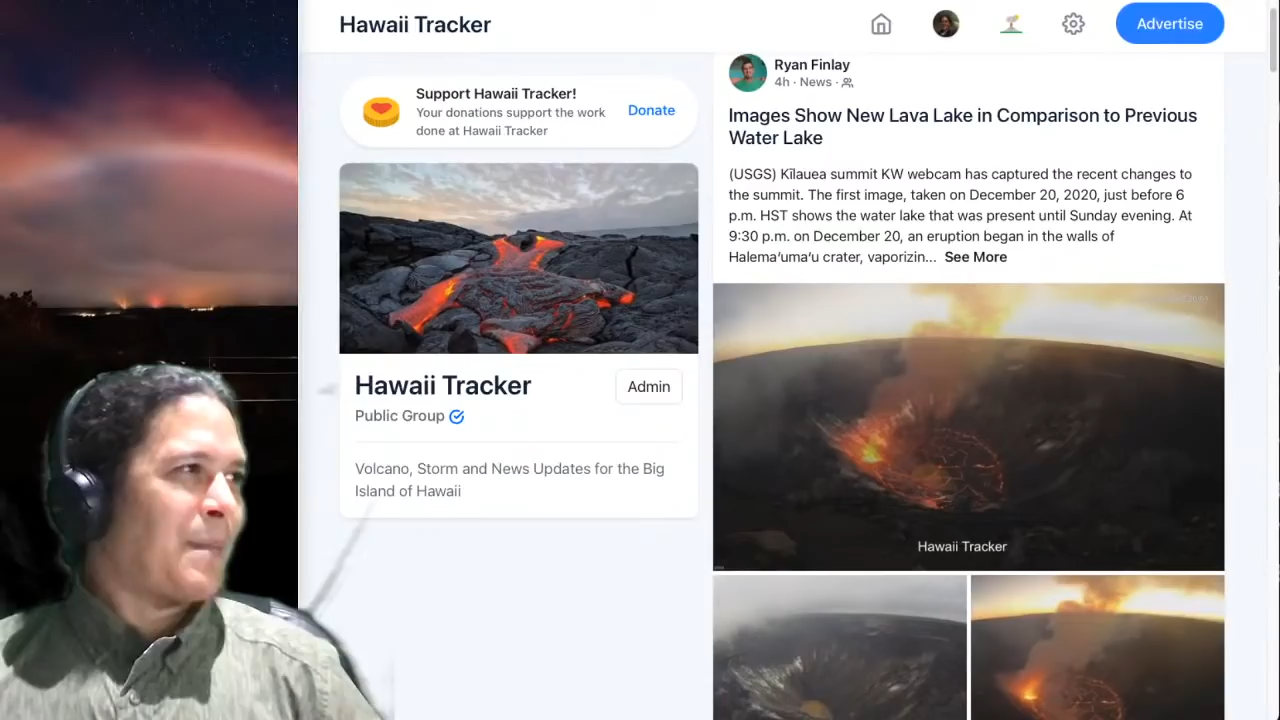 Hawaii Tracker
Advertise
Support Hawaii Tracker!
Your donations support the work
done at Hawaii Tracker
Donate
Hawaii Tracker
Admin
Public Group
Volcano, Storm and News Updates for the Big
Island of Hawaii
Ryan Finlay
4h · News ·
Images Show New Lava Lake in Comparison to Previous
Water Lake
(USGS) Kīlauea summit KW webcam has captured the recent changes to
the summit. The first image, taken on December 20, 2020, just before 6
p.m. HST shows the water lake that was present until Sunday evening. At
9:30 p.m. on December 20, an eruption began in the walls of
Halemaʻumaʻu crater, vaporizin... See More
Hawaii Tracker